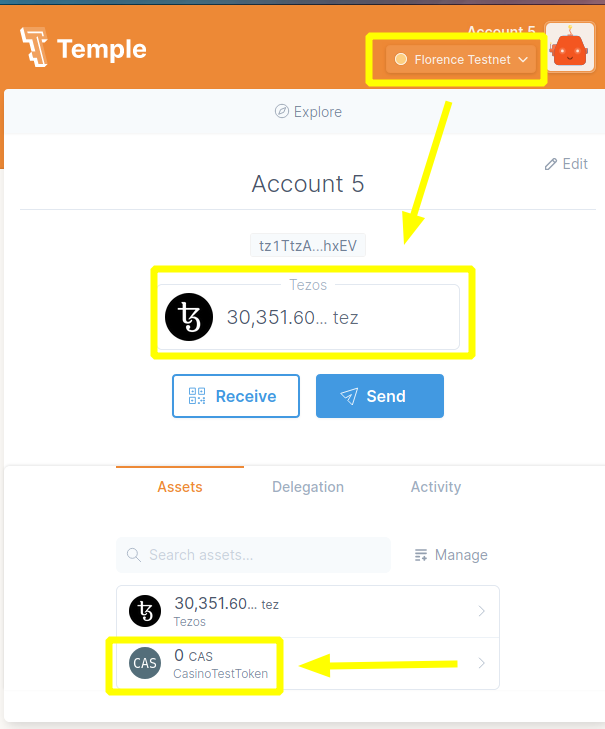 Temple
Account 5
Florence Testnet
Explore
Edit
Account 5
tz1TtzA...hxEV
Tezos
30,351.60... tez
Receive
Send
Assets
Delegation
Activity
Search assets...
Manage
30,351.60... tez
Tezos
CAS
0 CAS
CasinoTestToken